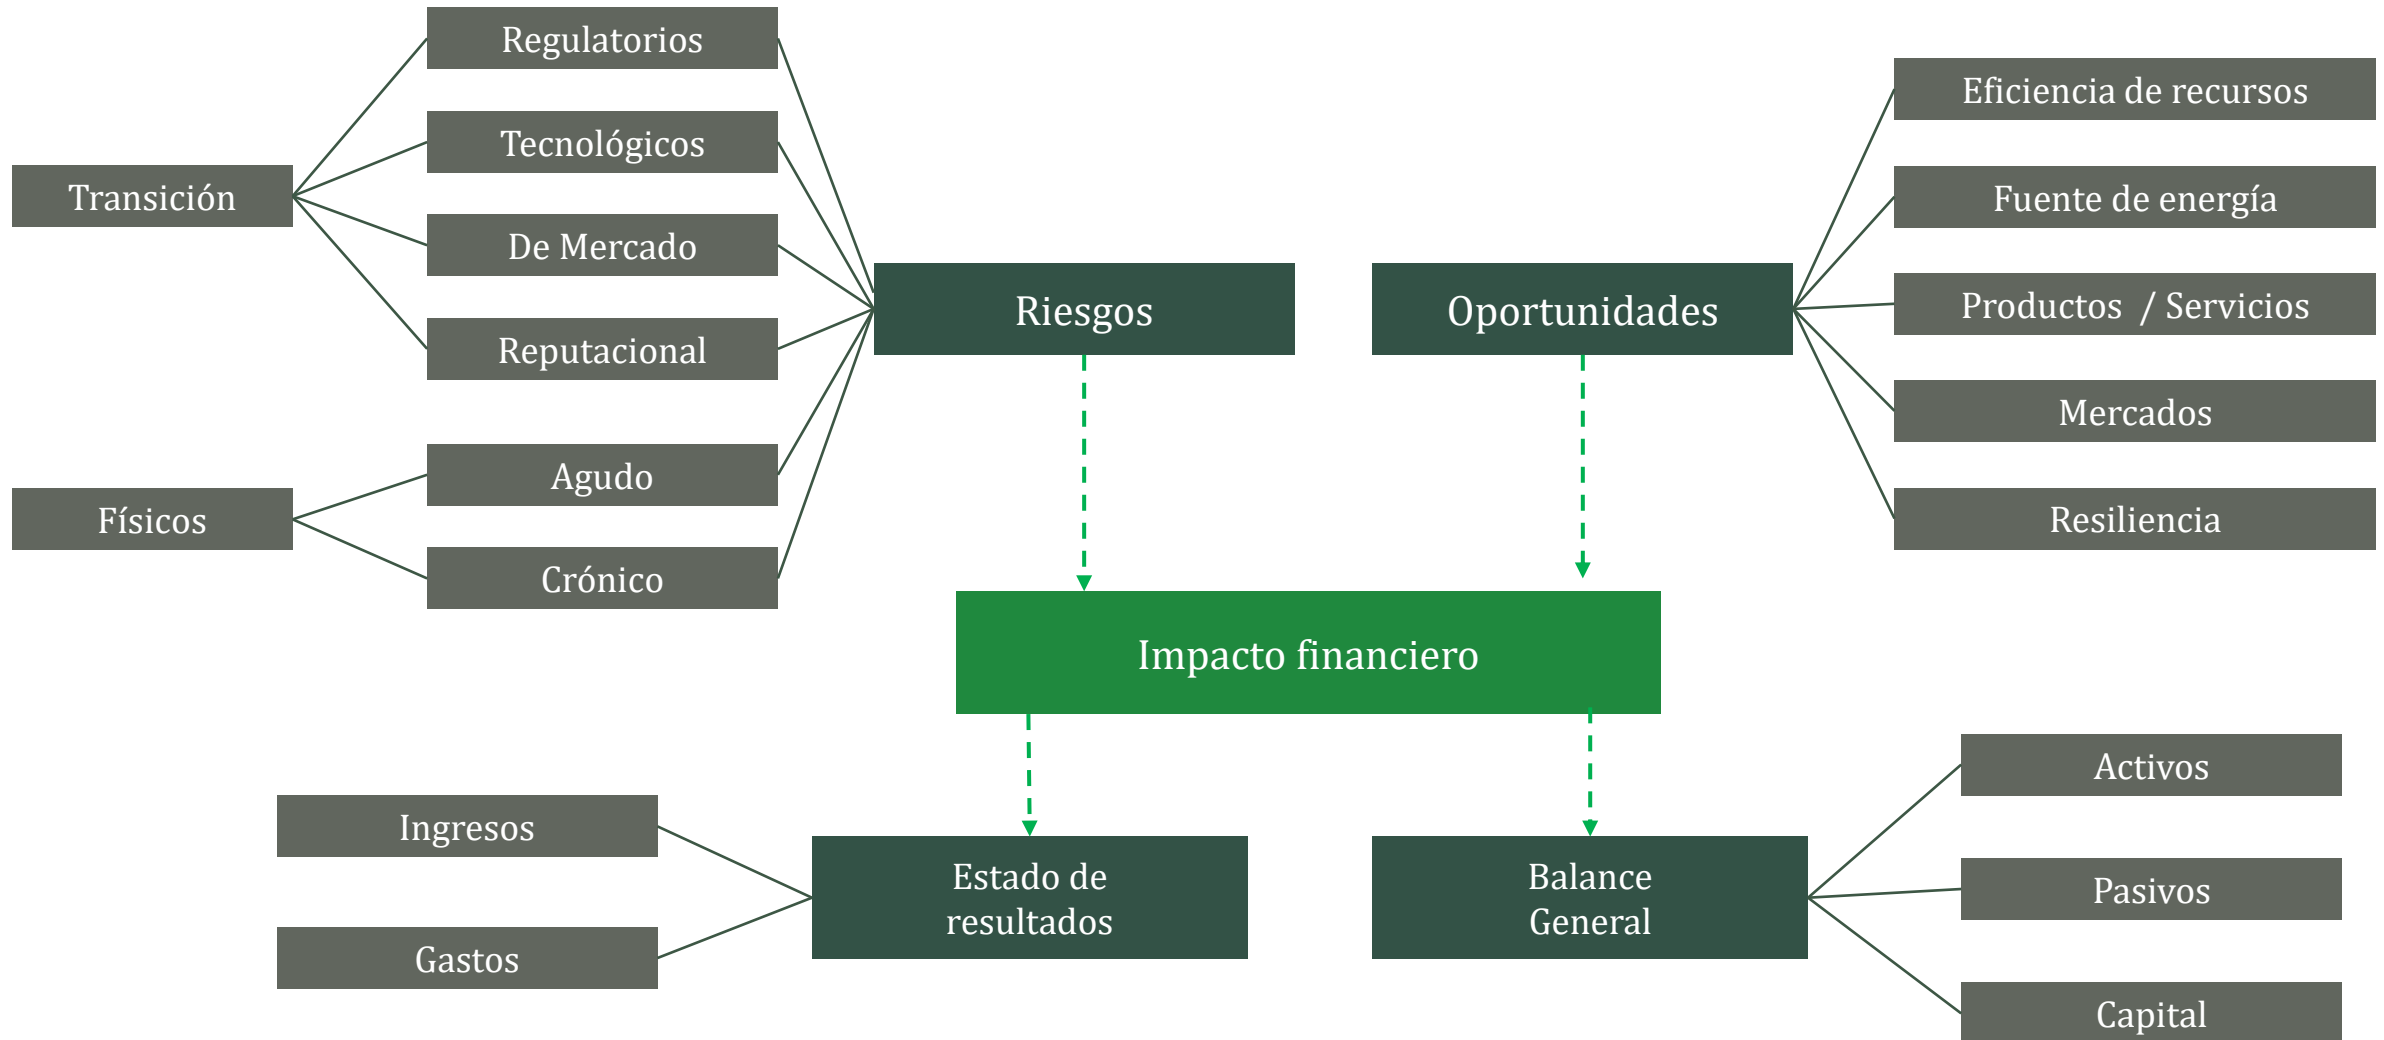 Regulatorios
Tecnológicos
Transición
De Mercado
Reputacional
Agudo
Físicos
Crónico
Riesgos
Oportunidades
Eficiencia de recursos
Fuente de energía
Productos  / Servicios
Mercados
Resiliencia
Impacto financiero
Ingresos
Gastos
Estado de
resultados
Balance
General
Activos
Pasivos
Capital